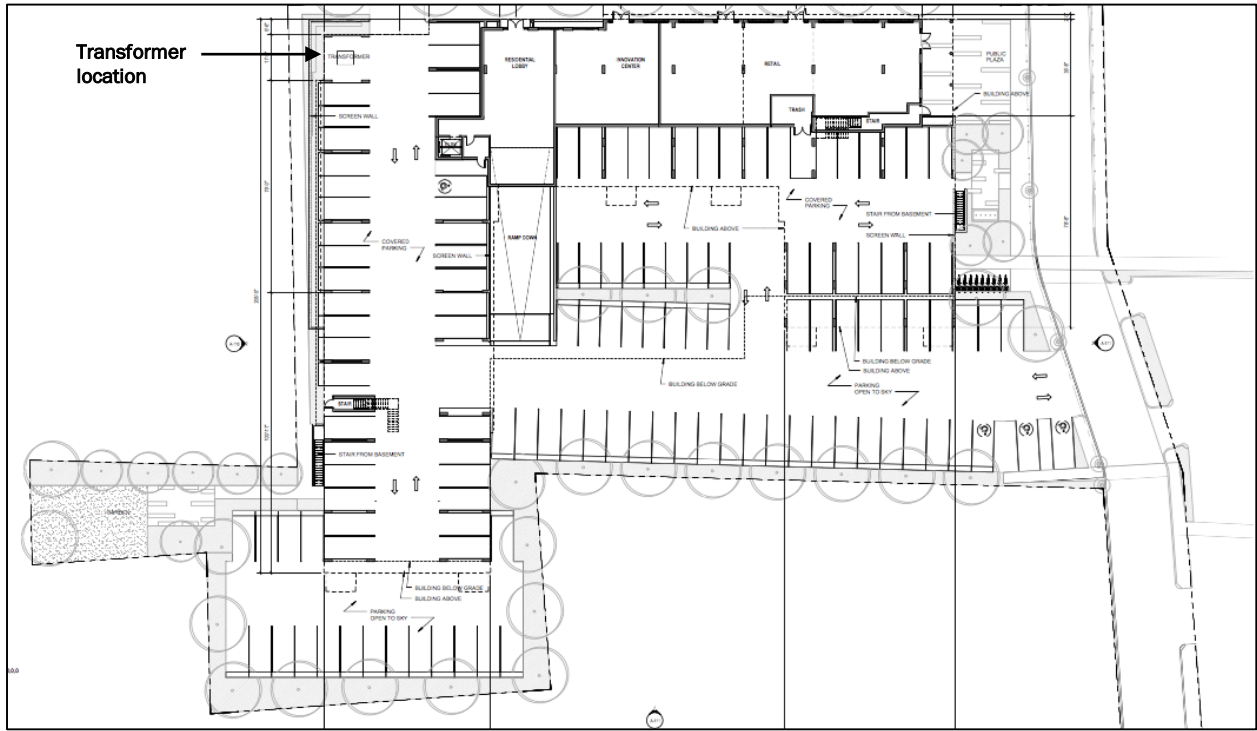 Transformer
location
TRANSFORMER
RESIDENTIAL
LOBBY
INNOVATION
CENTER
RETAIL
PUBLIC
PLAZA
BUILDING ABOVE
TRASH
STAIR
SCREEN WALL
COVERED
PARKING
COVERED
PARKING
STAIR FROM BASEMENT
BUILDING ABOVE
SCREEN WALL
RAMP DOWN
SCREEN WALL
BUILDING BELOW GRADE
BUILDING ABOVE
BUILDING BELOW GRADE
PARKING
OPEN TO SKY
STAIR
STAIR FROM BASEMENT
GARDEN
BUILDING BELOW GRADE
BUILDING ABOVE
PARKING
OPEN TO SKY